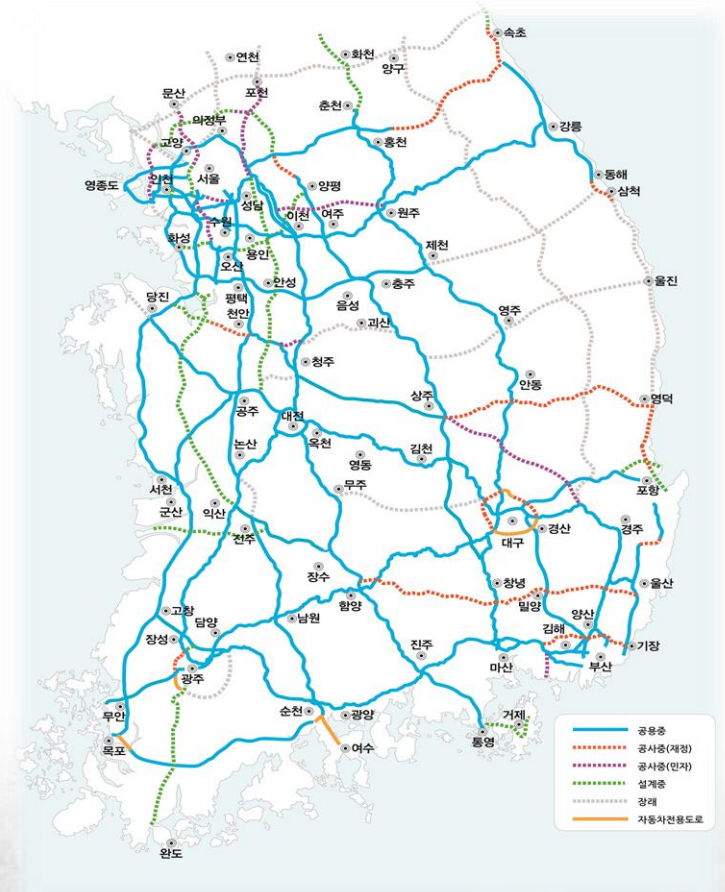 속초
연천
화천
양구
문산
포천
춘천
의정부
강릉
고양
홍천
영종도
인천
서울
양평
동해
삼척
성남
이천
여주
원주
수원
화성
용인
제천
오산
안성
충주
울진
당진
평택
음성
천안
괴산
영주
청주
안동
상주
영덕
공주
대전
옥천
논산
영동
김천
서천
무주
포항
군산
익산
전주
대구
경산
경주
장수
함양
창녕
밀양
울산
고창
담양
남원
양산
김해
장성
진주
마산
부산
기장
광주
무안
순천
광양
거제
통영
목포
여수
완도
공용중
공사중(재정)
공사중(민자)
설계중
장래
자동차전용도로